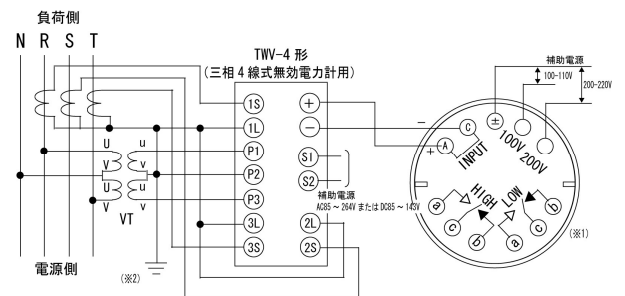 負荷側
N R S T
TWV-4 形
(三相4線式無効電力計用)
補助電源
100-110V
200-220V
1S
1L
P1
P2
P3
3L
3S
+
−
S1
S2
補助電源
AC85 ~ 264V または DC85 ~ 143V
2L
2S
U u
V v
U u
V v
VT
電源側
(※2)
−
+
A
C
INPUT
±
100V
200V
HIGH
LOW
a
c
b
a
c
b
(※1)